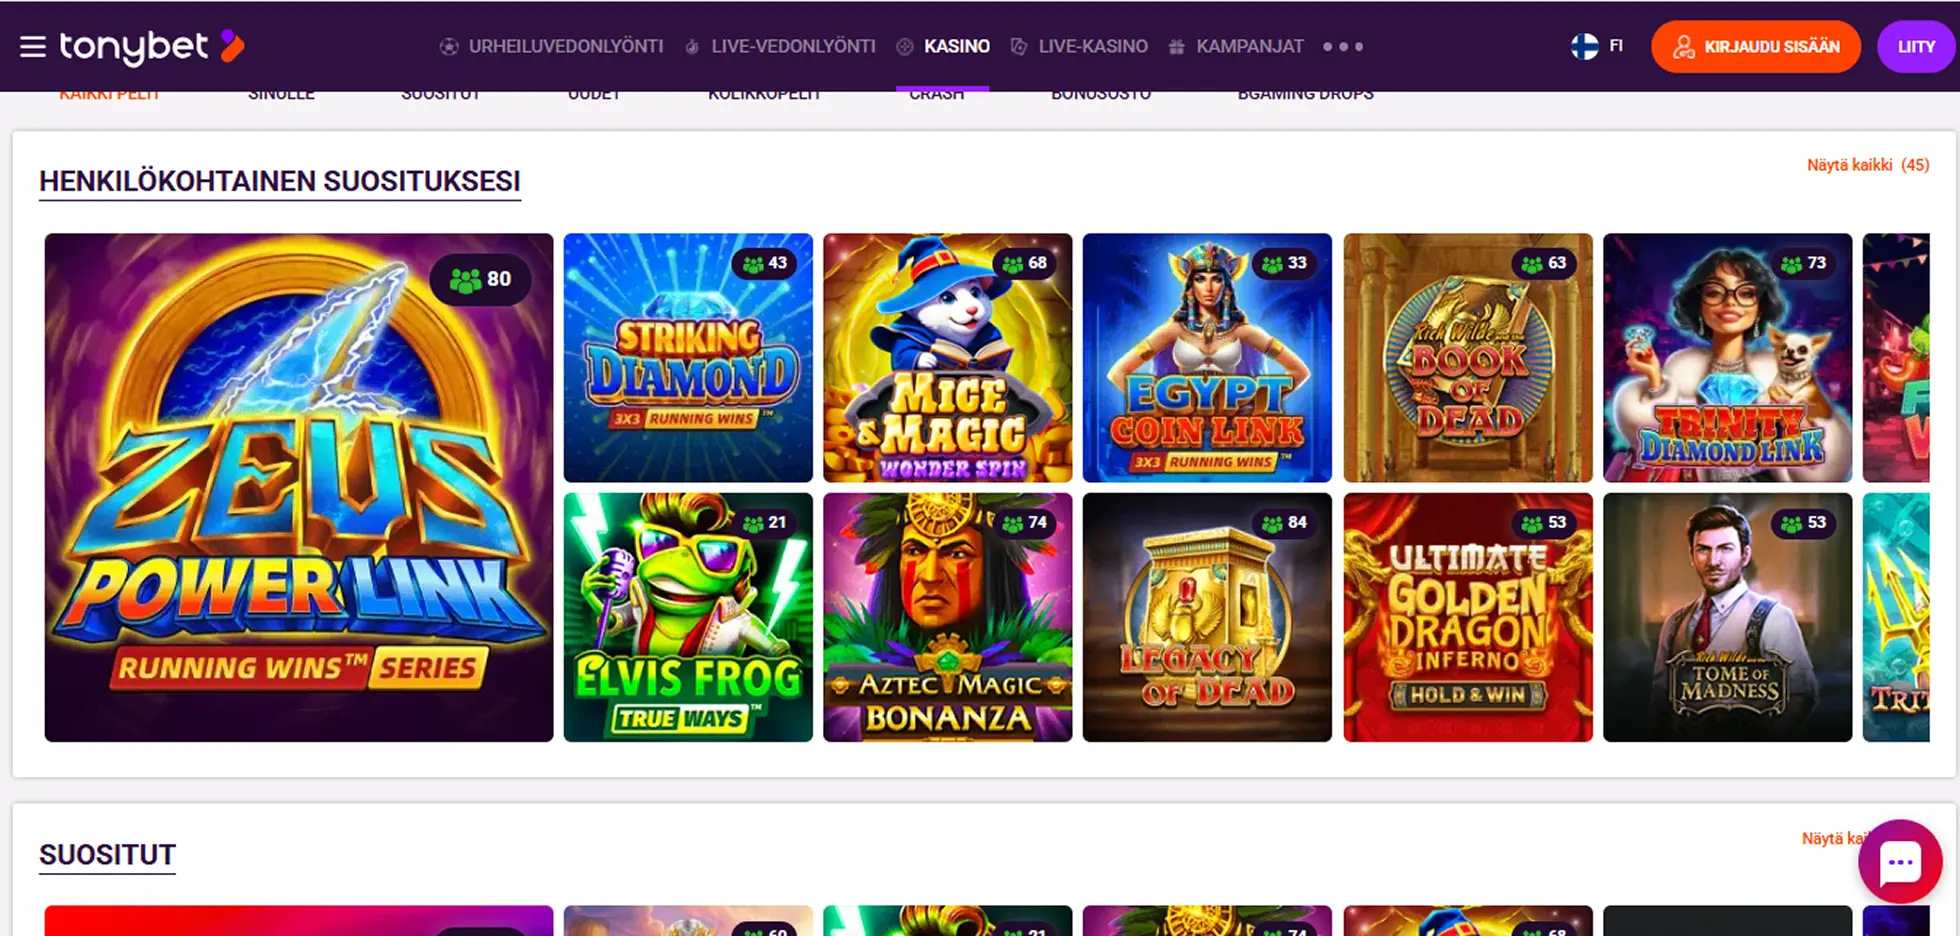 tonybet
URHEILUVEDONLYÖNTI
LIVE-VEDONLYÖNTI
KASINO
LIVE-KASINO
KAMPANJAT
FI
KIRJAUDU SISÄÄN
LIITY
KAIKKI PELIT
SINULLE
SUOSITUT
UUDET
KOLIKKOPELIT
CRASH
BONUSOSTO
BGAMING DROPS
HENKILÖKOHTAINEN SUOSITUKSESI
Näytä kaikki (45)
80
ZEUS
POWER LINK
RUNNING WINS™ SERIES
43
STRIKING
DIAMOND
3X3 RUNNING WINS™
68
MICE
& MAGIC
WONDER SPIN
33
EGYPT
COIN LINK
3X3 RUNNING WINS™
63
Rich Wilde and the
BOOK
OF
DEAD
73
TRINITY
DIAMOND LINK
21
ELVIS FROG
TRUE WAYS™
74
AZTEC MAGIC
BONANZA
84
LEGACY
OF DEAD
53
ULTIMATE
GOLDEN
DRAGON
INFERNO
HOLD & WIN
53
Rich Wilde
TOME OF
MADNESS
TRI
SUOSITUT
Näytä kai
60
21
74
68